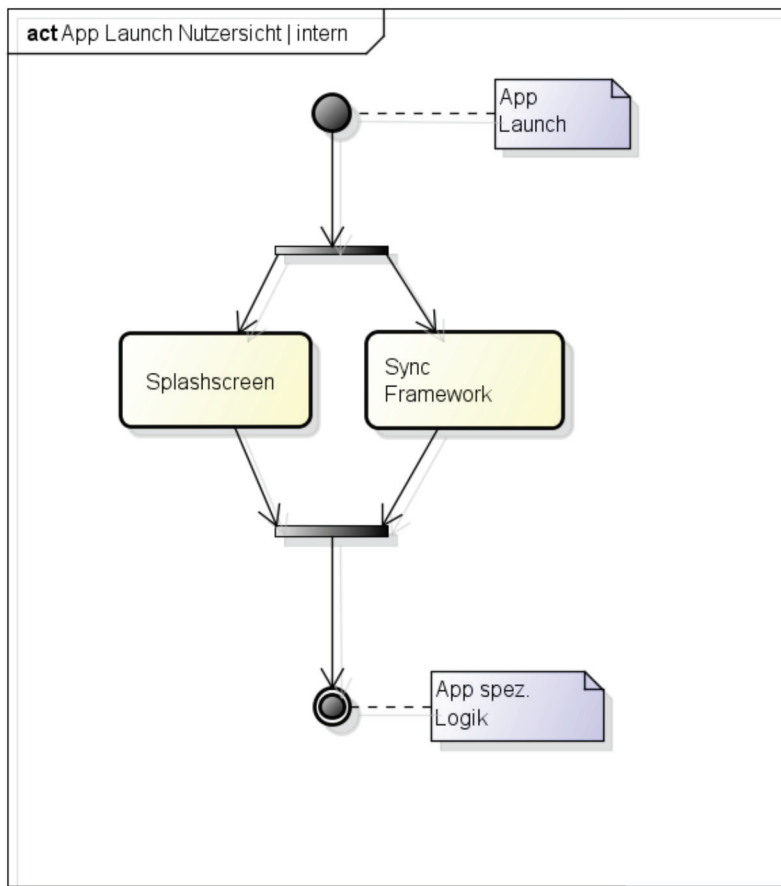 act App Launch Nutzersicht | intern
App
Launch
Splashscreen
Sync
Framework
App spez.
Logik